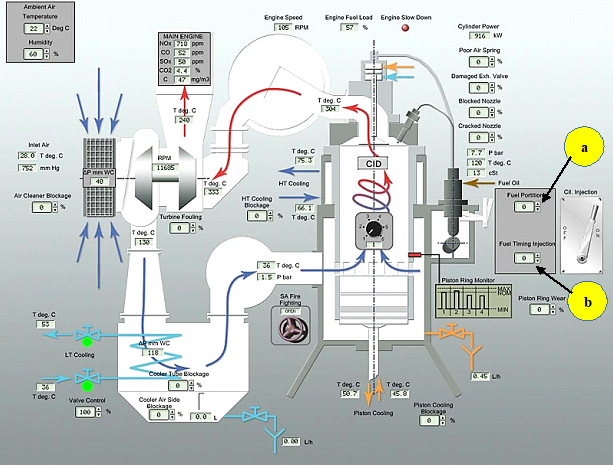 Ambient Air
Temperature
22 Deg C
Humidity
60 %
MAIN ENGINE
NOx 710 ppm
CO 52 ppm
SOx 50 ppm
CO2 4.4 %
C 47 mg/m3
T deg. C
240
Engine Speed
105 RPM
Engine Fuel Load
57 %
Engine Slow Down
Cylinder Power
916 kW
Poor Air Spring
0 %
Damaged Exh. Valve
0 %
Blocked Nozzle
0 %
Cracked Nozzle
0 %
7.7 P bar
120 T deg. C
13 cSt
Fuel Oil
a
Fuel Portition
0
Fuel Timing Injection
0
b
Cil. Injection
ON
OFF
T deg. C
304
T deg. C
333
CID
T deg. C
75.3
HT Cooling
HT Cooling
Blockage
0 %
66.1
T deg. C
Inlet Air
28.0 T deg. C
752 mm Hg
Air Cleaner Blockage
0 %
ΔP mm WC
40
RPM
11685
Turbine Fouling
0 %
T deg. C
130
36 T deg. C
1.5 P bar
1
SA Fire
Fighting
OPEN
Piston Ring Monitor
MAX
NOM
MIN
1 2 3 4
Piston Ring Wear
0 %
T deg. C
53
LT Cooling
ΔP mm WC
118
Cooler Tube Blockage
0 %
36
T deg. C
Valve Control
100 %
Cooler Air Side
Blockage
0 %
0.0 L
0.00 L/h
T deg. C T deg. C
50.7 45.8
Piston Cooling
Piston Cooling
Blockage
0 %
0.45 L/h